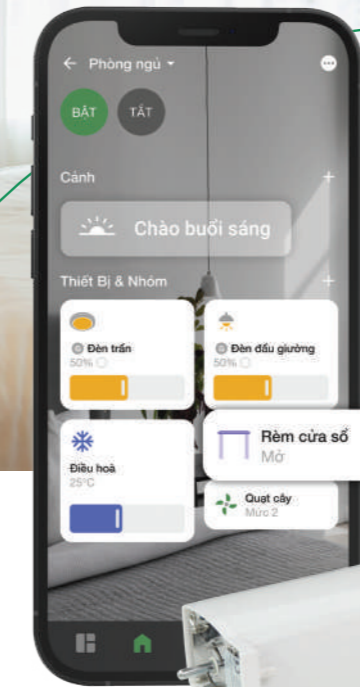 Phòng ngủ
BẬT
TẮT
Cảnh
Chào buổi sáng
Thiết Bị & Nhóm
G Đèn trần
50%
G Đèn đầu giường
50%
Rèm cửa sổ
Mở
Điều hoà
25°C
Quạt cây
Mức 2